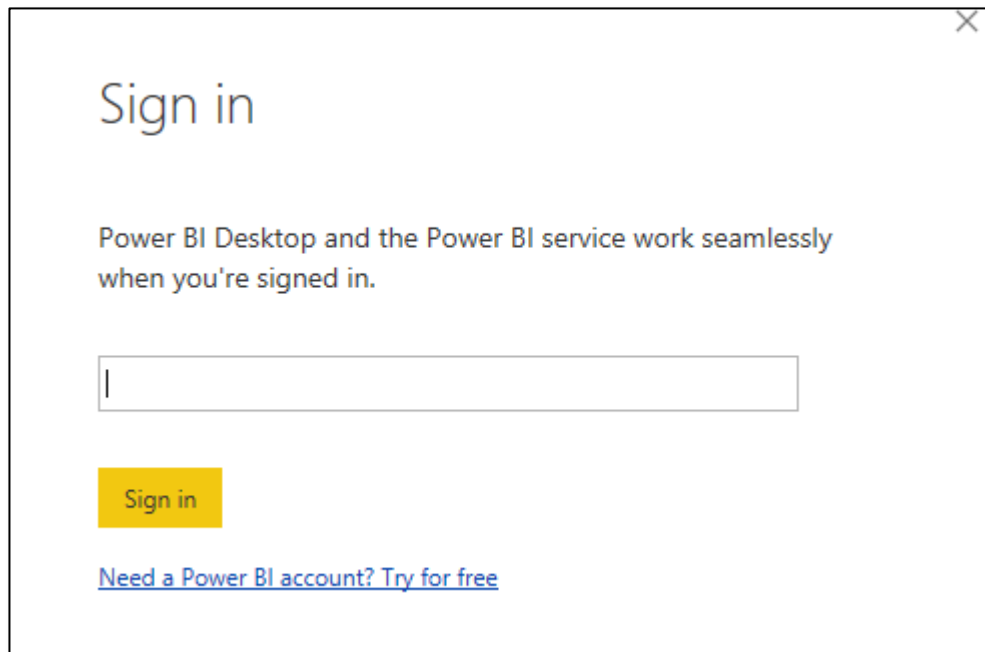 Sign in
Power BI Desktop and the Power BI service work seamlessly
when you're signed in.
Sign in
Need a Power BI account? Try for free